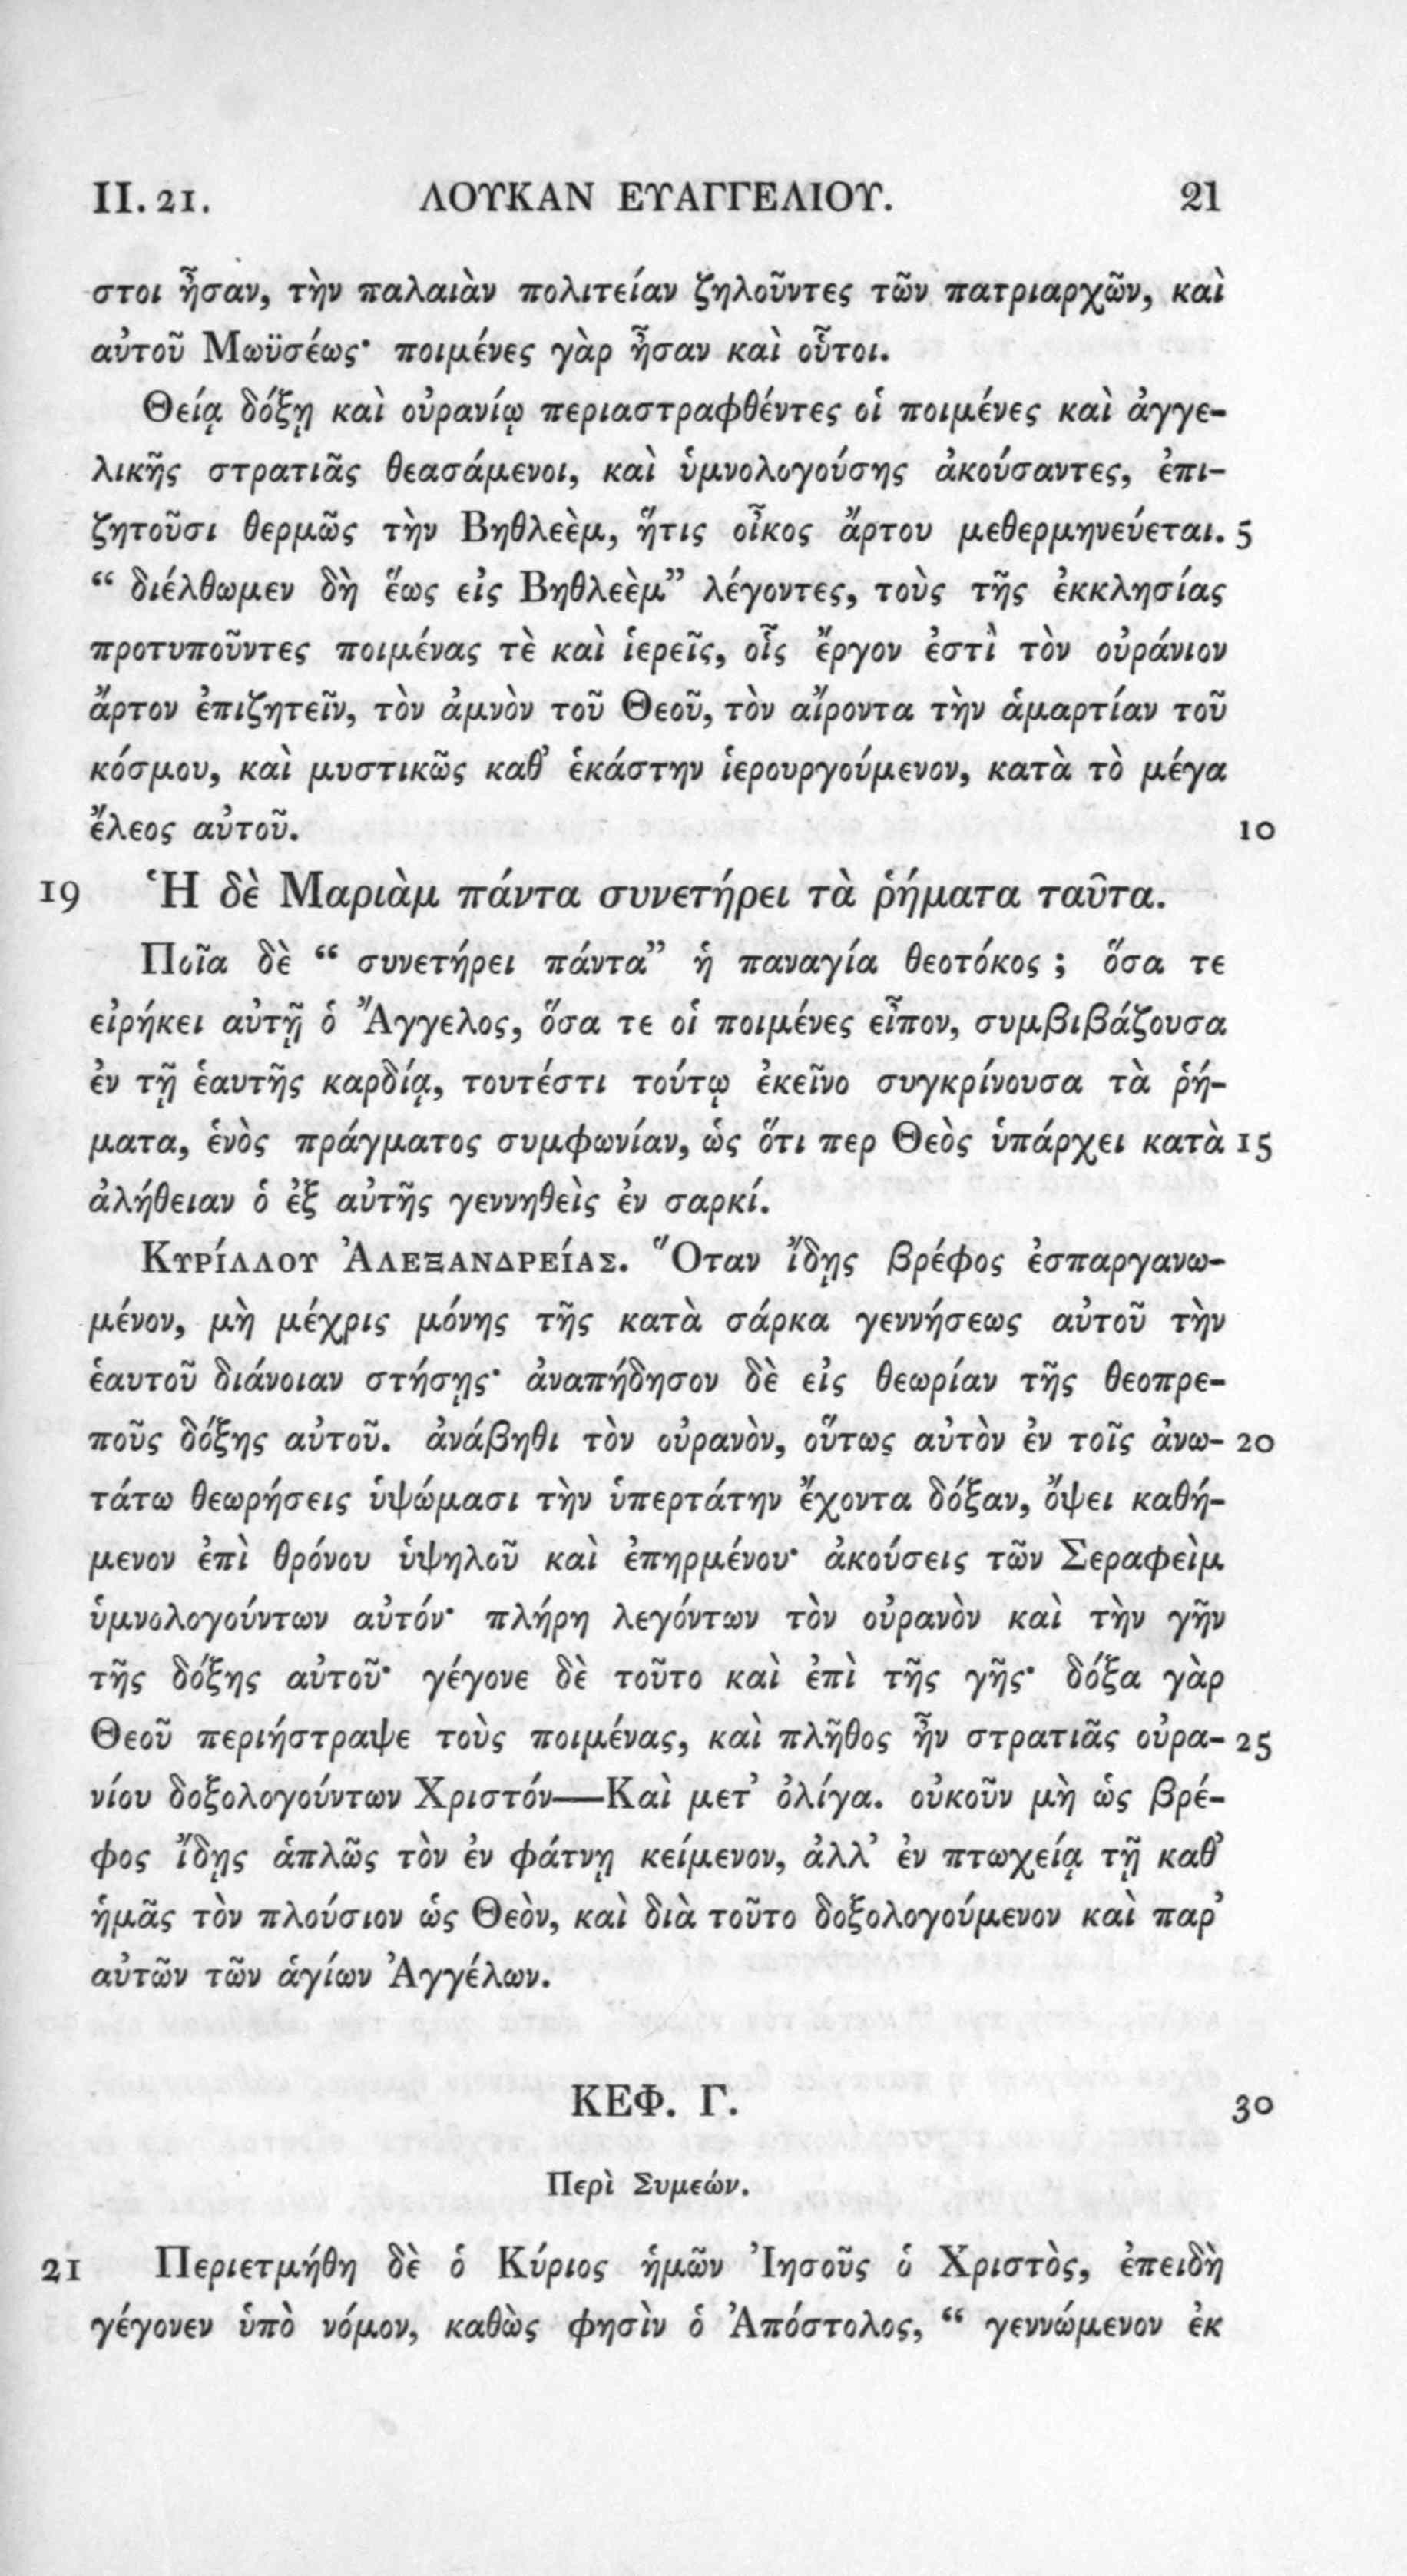 II. 21. ΛΟΥΚΑΝ ΕΥΑΓΓΕΛΙΟΥ. 21
στοι ἦσαν, τὴν παλαιὰν πολιτείαν ζηλοῦντες τῶν πατριαρχῶν, καὶ
αὐτοῦ Μωϋσέως· ποιμένες γὰρ ἦσαν καὶ οὗτοι.
Θείᾳ δόξῃ καὶ οὐρανίῳ περιαστραφθέντες οἱ ποιμένες καὶ ἀγγε-
λικῆς στρατιᾶς θεασάμενοι, καὶ ὑμνολογούσης ἀκούσαντες, ἐπι-
ζητοῦσι θερμῶς τὴν Βηθλεὲμ, ἥτις οἶκος ἄρτου μεθερμηνεύεται. 5
“ διέλθωμεν δὴ ἕως εἰς Βηθλεὲμ” λέγοντες, τοὺς τῆς ἐκκλησίας
προτυποῦντες ποιμένας τὲ καὶ ἱερεῖς, οἷς ἔργον ἐστὶ τὸν οὐράνιον
ἄρτον ἐπιζητεῖν, τὸν ἀμνὸν τοῦ Θεοῦ, τὸν αἴροντα τὴν ἁμαρτίαν τοῦ
κόσμου, καὶ μυστικῶς καθ’ ἑκάστην ἱερουργούμενον, κατὰ τὸ μέγα
ἔλεος αὐτοῦ. 10
19 Ἡ δὲ Μαριὰμ πάντα συνετήρει τὰ ῥήματα ταῦτα.
Ποῖα δὲ “ συνετήρει πάντα” ἡ παναγία θεοτόκος ; ὅσα τε
εἰρήκει αὐτῇ ὁ Ἄγγελος, ὅσα τε οἱ ποιμένες εἶπον, συμβιβάζουσα
ἐν τῇ ἑαυτῆς καρδίᾳ, τουτέστι τούτῳ ἐκεῖνο συγκρίνουσα τὰ ῥή-
ματα, ἑνὸς πράγματος συμφωνίαν, ὡς ὅτι περ Θεὸς ὑπάρχει κατὰ 15
ἀλήθειαν ὁ ἐξ αὐτῆς γεννηθεὶς ἐν σαρκί.
ΚΥΡΊΛΛΟΥ ἈΛΕΞΑΝΔΡΕΊΑΣ. Ὅταν ἴδῃς βρέφος ἐσπαργανω-
μένον, μὴ μέχρις μόνης τῆς κατὰ σάρκα γεννήσεως αὐτοῦ τὴν
ἑαυτοῦ διάνοιαν στήσῃς· ἀναπήδησον δὲ εἰς θεωρίαν τῆς θεοπρε-
ποῦς δόξης αὐτοῦ. ἀνάβηθι τὸν οὐρανὸν, οὕτως αὐτὸν ἐν τοῖς ἀνω- 20
τάτω θεωρήσεις ὑψώμασι τὴν ὑπερτάτην ἔχοντα δόξαν, ὄψει καθή-
μενον ἐπὶ θρόνου ὑψηλοῦ καὶ ἐπηρμένου· ἀκούσεις τῶν Σεραφεὶμ
ὑμνολογούντων αὐτόν· πλήρη λεγόντων τὸν οὐρανὸν καὶ τὴν γῆν
τῆς δόξης αὐτοῦ· γέγονε δὲ τοῦτο καὶ ἐπὶ τῆς γῆς· δόξα γὰρ
Θεοῦ περιήστραψε τοὺς ποιμένας, καὶ πλῆθος ἦν στρατιᾶς οὐρα- 25
νίου δοξολογούντων Χριστόν—Καὶ μετ’ ὀλίγα. οὐκοῦν μὴ ὡς βρέ-
φος ἴδῃς ἁπλῶς τὸν ἐν φάτνῃ κείμενον, ἀλλ’ ἐν πτωχείᾳ τῇ καθ’
ἡμᾶς τὸν πλούσιον ὡς Θεὸν, καὶ διὰ τοῦτο δοξολογούμενον καὶ παρ’
αὐτῶν τῶν ἁγίων Ἀγγέλων.
ΚΕΦ. Γ. 30
Περὶ Συμεών.
21 Περιετμήθη δὲ ὁ Κύριος ἡμῶν Ἰησοῦς ὁ Χριστὸς, ἐπειδὴ
γέγονεν ὑπὸ νόμον, καθὼς φησὶν ὁ Ἀπόστολος, “ γεννώμενον ἐκ